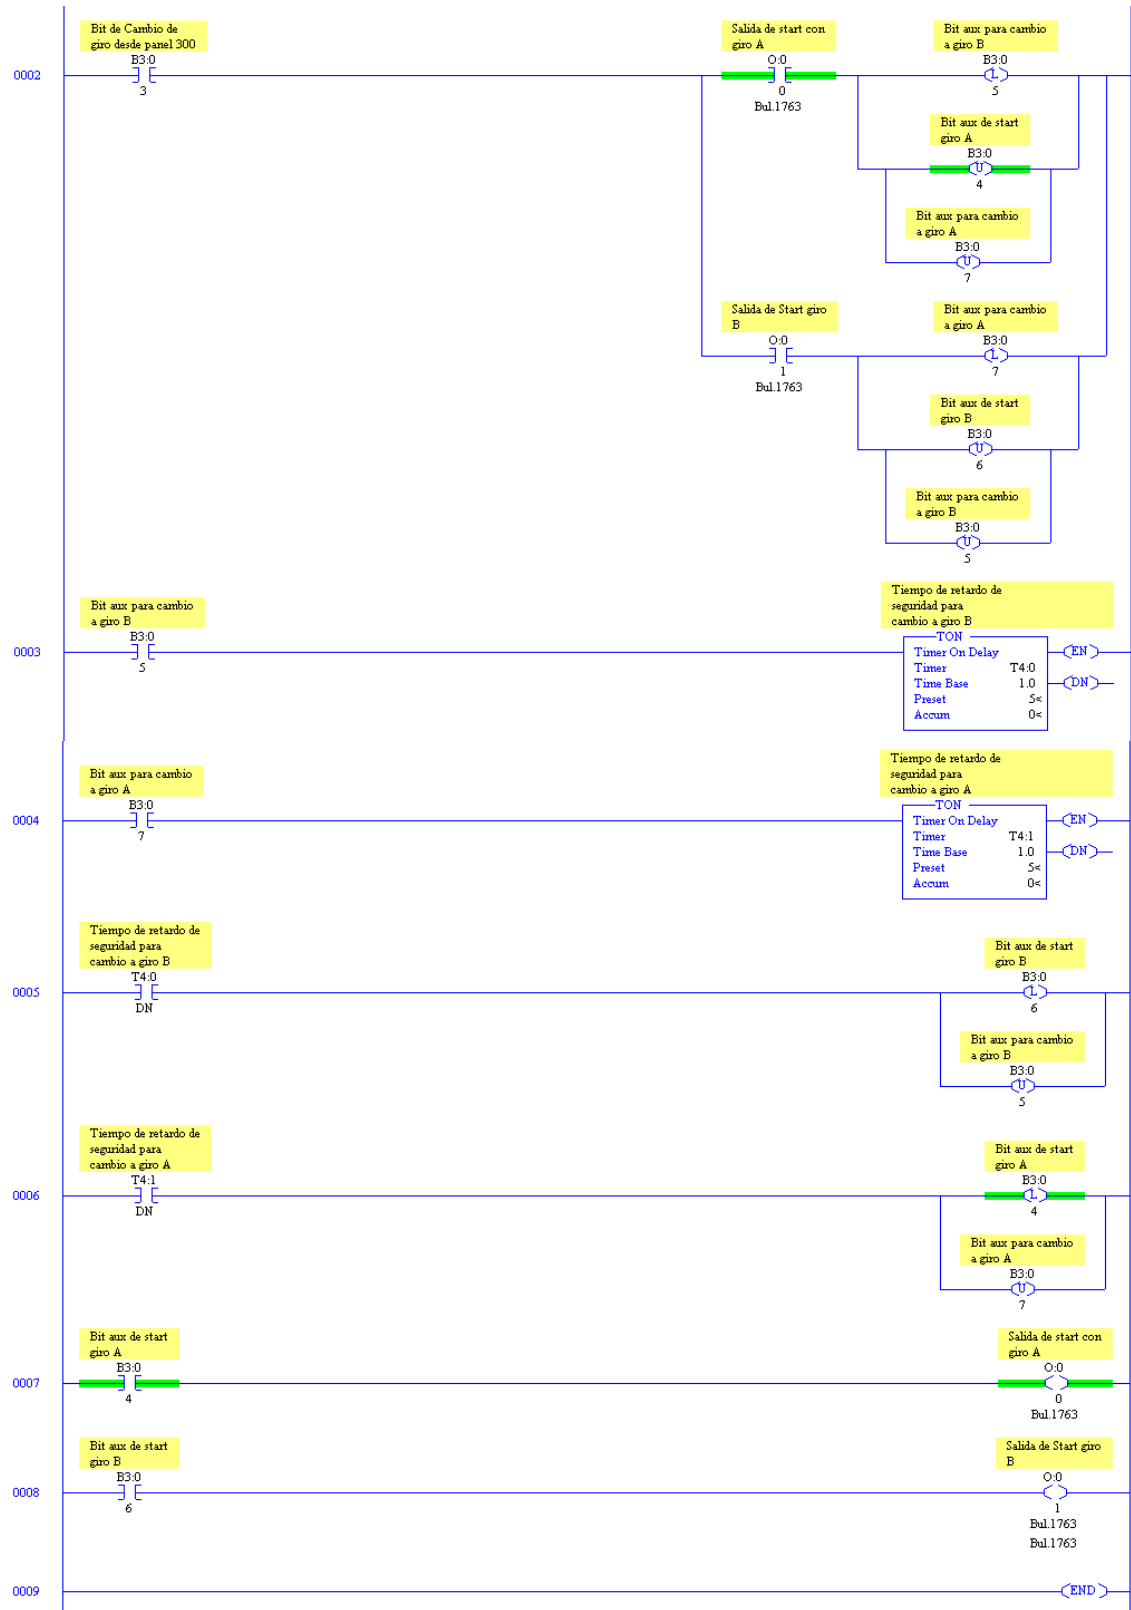 Bit de Cambio de
giro desde panel 300
B3:0
3
Salida de start con
giro A
O:0
0
Bul.1763
Bit aux para cambio
a giro B
B3:0
L
5
0002
Bit aux de start
giro A
B3:0
U
4
Bit aux para cambio
a giro A
B3:0
U
7
Salida de Start giro
B
O:0
1
Bul.1763
Bit aux para cambio
a giro A
B3:0
L
7
Bit aux de start
giro B
B3:0
U
6
Bit aux para cambio
a giro B
B3:0
U
5
0003
Bit aux para cambio
a giro B
B3:0
5
Tiempo de retardo de
seguridad para
cambio a giro B
TON
Timer On Delay
Timer T4:0
Time Base 1.0
Preset 5<
Accum 0<
EN
DN
0004
Bit aux para cambio
a giro A
B3:0
7
Tiempo de retardo de
seguridad para
cambio a giro A
TON
Timer On Delay
Timer T4:1
Time Base 1.0
Preset 5<
Accum 0<
EN
DN
0005
Tiempo de retardo de
seguridad para
cambio a giro B
T4:0
DN
Bit aux de start
giro B
B3:0
L
6
Bit aux para cambio
a giro B
B3:0
U
5
0006
Tiempo de retardo de
seguridad para
cambio a giro A
T4:1
DN
Bit aux de start
giro A
B3:0
L
4
Bit aux para cambio
a giro A
B3:0
U
7
0007
Bit aux de start
giro A
B3:0
4
Salida de start con
giro A
O:0
0
Bul.1763
0008
Bit aux de start
giro B
B3:0
6
Salida de Start giro
B
O:0
1
Bul.1763
Bul.1763
0009
END